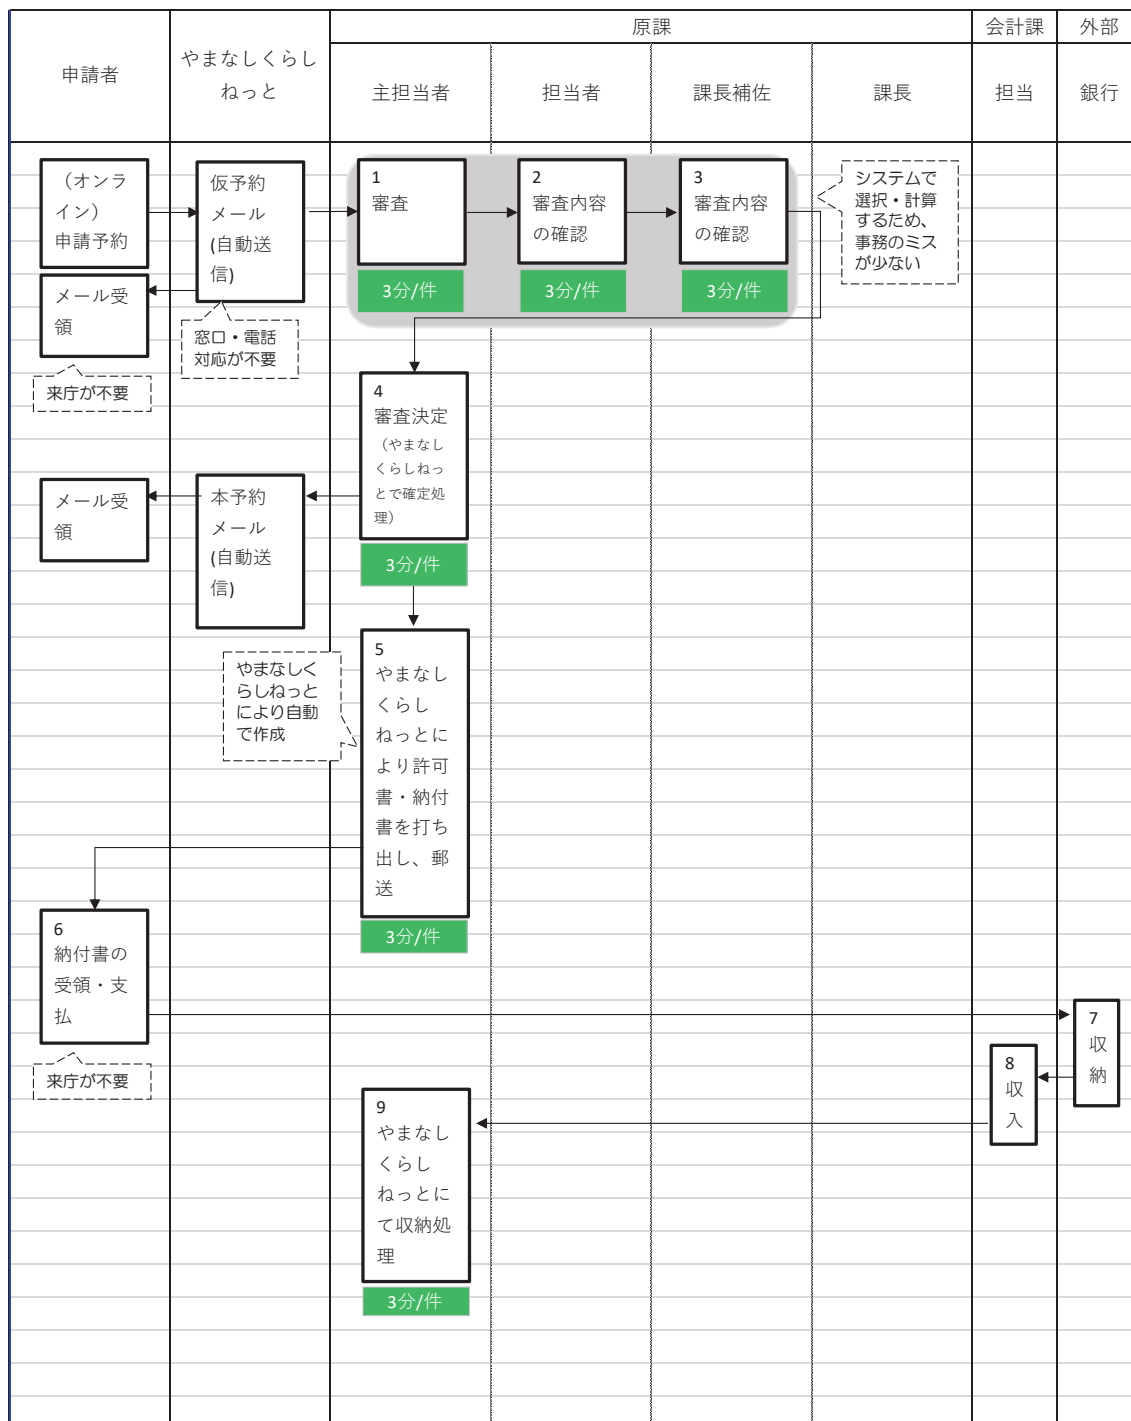 原課
会計課
外部
申請者
やまなしくらし
ねっと
主担当者
担当者
課長補佐
課長
担当
銀行
（オンラ
イン）
申請予約
仮予約
メール
(自動送
信)
1
審査
3分/件
2
審査内容
の確認
3分/件
3
審査内容
の確認
3分/件
システムで
選択・計算
するため、
事務のミス
が少ない
メール受
領
窓口・電話
対応が不要
来庁が不要
4
審査決定
（やまなし
くらしねっ
とで確定処
理）
3分/件
メール受
領
本予約
メール
(自動送
信)
やまなしく
らしねっと
により自動
で作成
5
やまなし
くらし
ねっとに
より許可
書・納付
書を打ち
出し、郵
送
3分/件
6
納付書の
受領・支
払
来庁が不要
7
収
納
8
収
入
9
やまなし
くらし
ねっとに
て収納処
理
3分/件